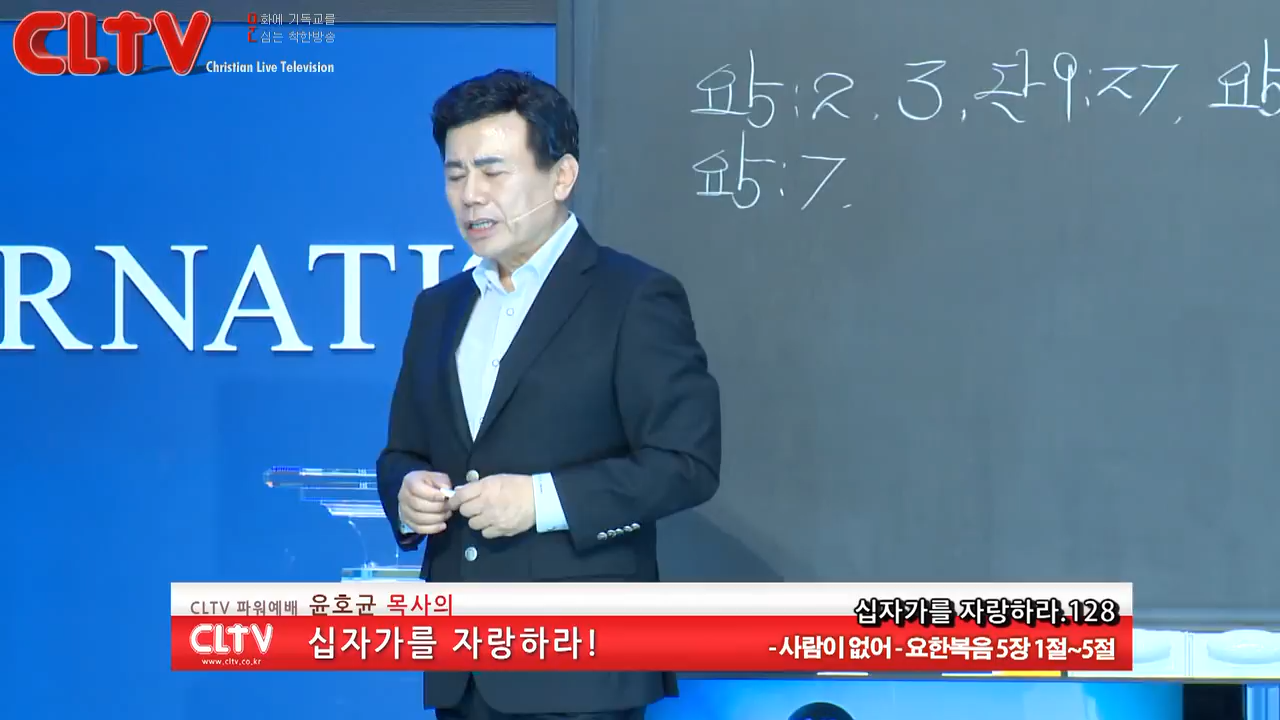 CLTV
문화에 기독교를
심는 착한방송
Christian Live Television
요5:2. 3. 잔9:27. 요5
요5:7.
RNATI
CLTV 파워예배 윤호균 목사의
십자가를 자랑하라.128
CLTV
www.cltv.co.kr
십자가를 자랑하라!
- 사람이 없어 - 요한복음 5장 1절~5절